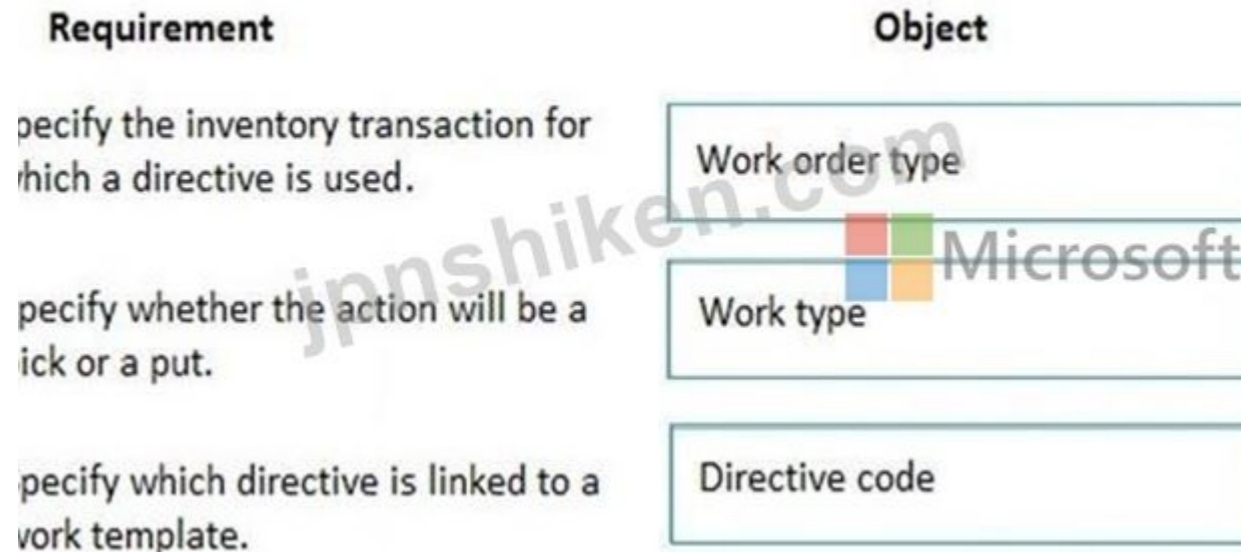 Requirement
Object
pecify the inventory transaction for
hich a directive is used.
Work order type
jpnshiken.com
Microsoft
pecify whether the action will be a
ick or a put.
Work type
pecify which directive is linked to a
ork template.
Directive code